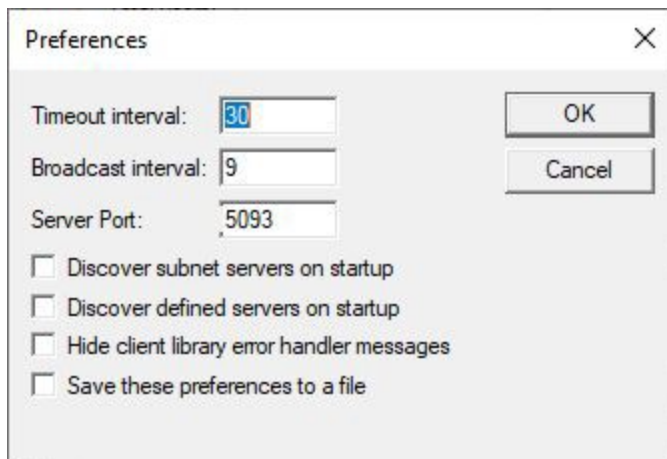 Preferences
Timeout interval: 30
OK
Broadcast interval: 9
Cancel
Server Port: 5093
Discover subnet servers on startup
Discover defined servers on startup
Hide client library error handler messages
Save these preferences to a file